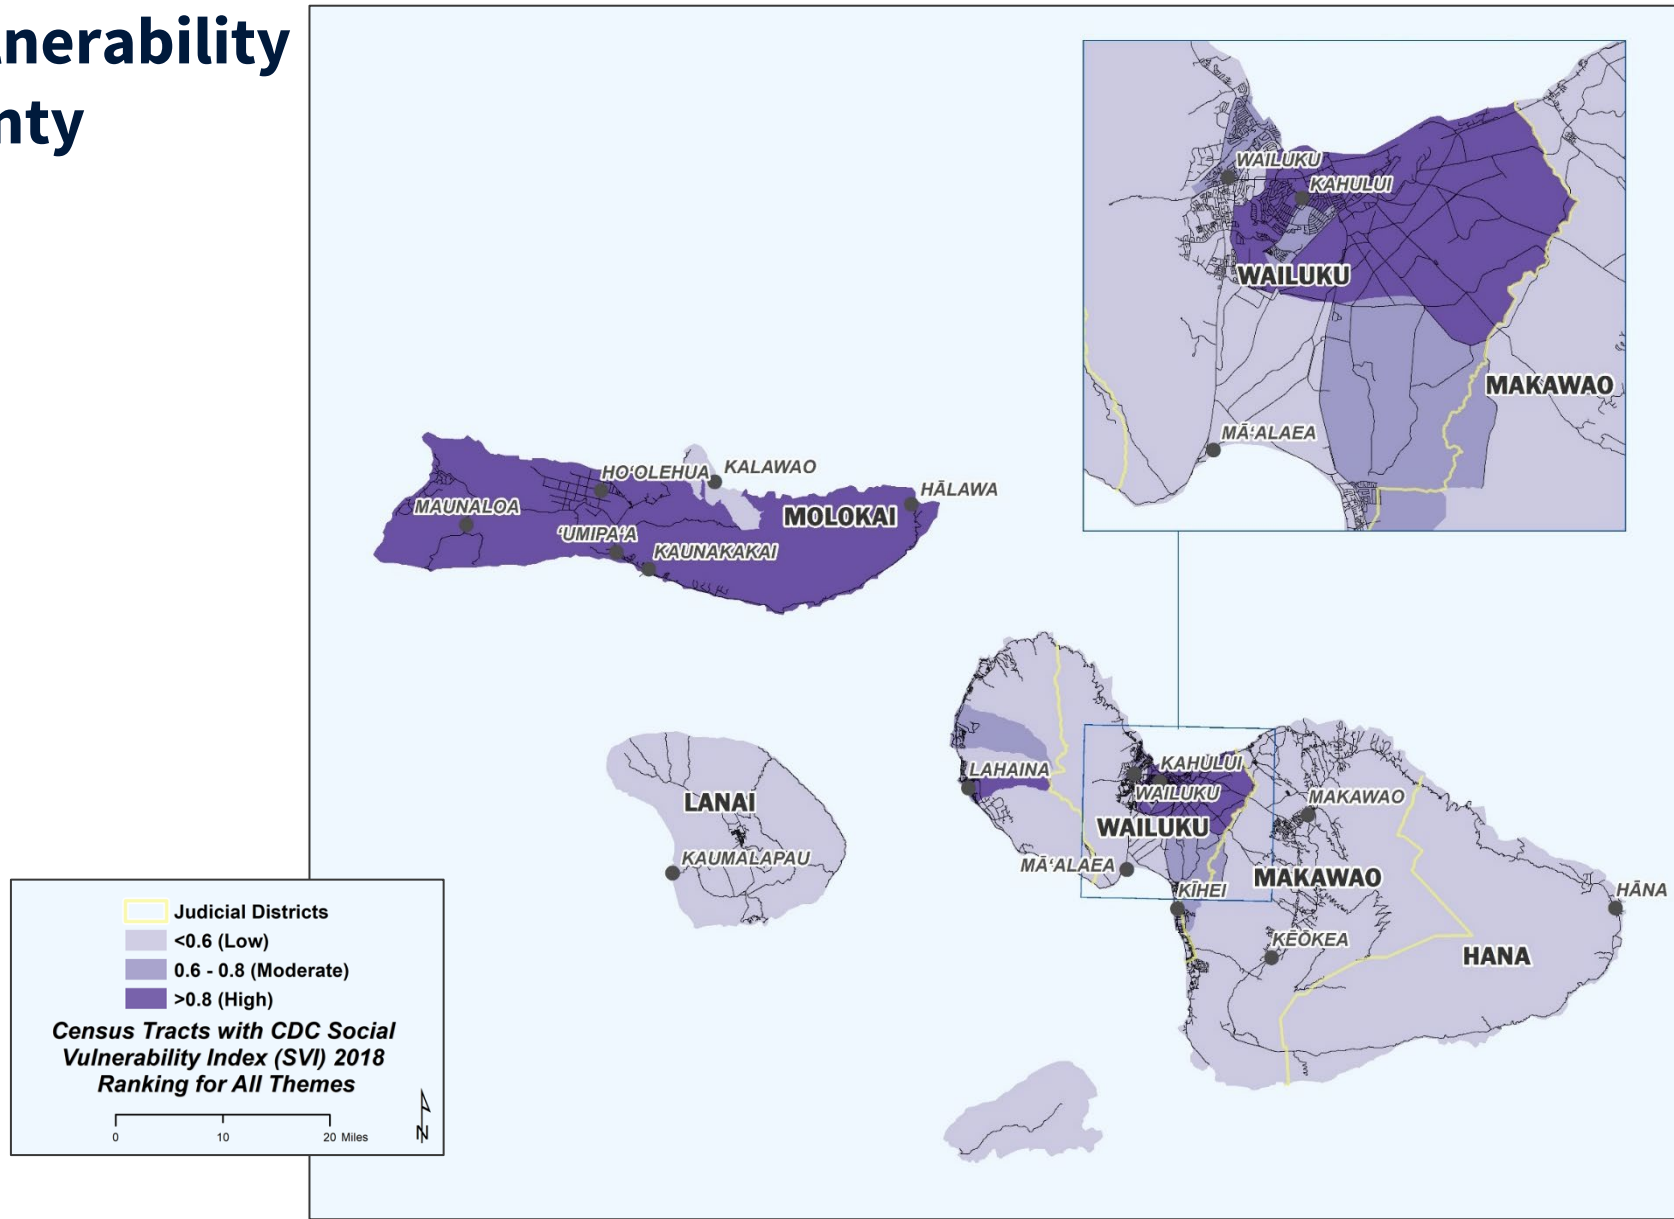 lnerability
nty
WAILUKU
KAHULUI
WAILUKU
MAKAWAO
MĀʻALAEA
HOʻOLEHUA
KALAWAO
HĀLAWA
MAUNALOA
MOLOKAI
ʻUMIPAʻA
KAUNAKAKAI
LAHAINA
KAHULUI
WAILUKU
MAKAWAO
LANAI
WAILUKU
KAUMALAPAU
MĀʻALAEA
MAKAWAO
KĪHEI
HĀNA
KĒŌKEA
HANA
Judicial Districts
<0.6 (Low)
0.6 - 0.8 (Moderate)
>0.8 (High)
Census Tracts with CDC Social
Vulnerability Index (SVI) 2018
Ranking for All Themes
0 10 20 Miles
N